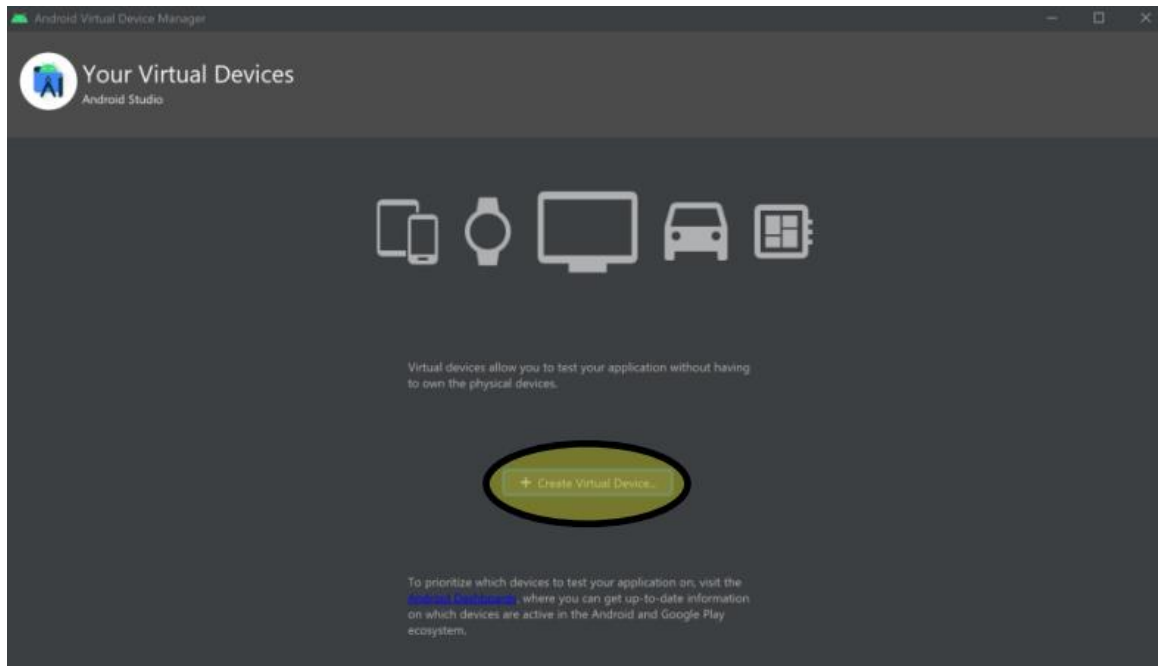 Android Virtual Device Manager
Your Virtual Devices
Android Studio
Virtual devices allow you to test your application without having
to own the physical devices.
+ Create Virtual Device...
To prioritize which devices to test your application on, visit the
Android Dashboards, where you can get up-to-date information
on which devices are active in the Android and Google Play
ecosystem.